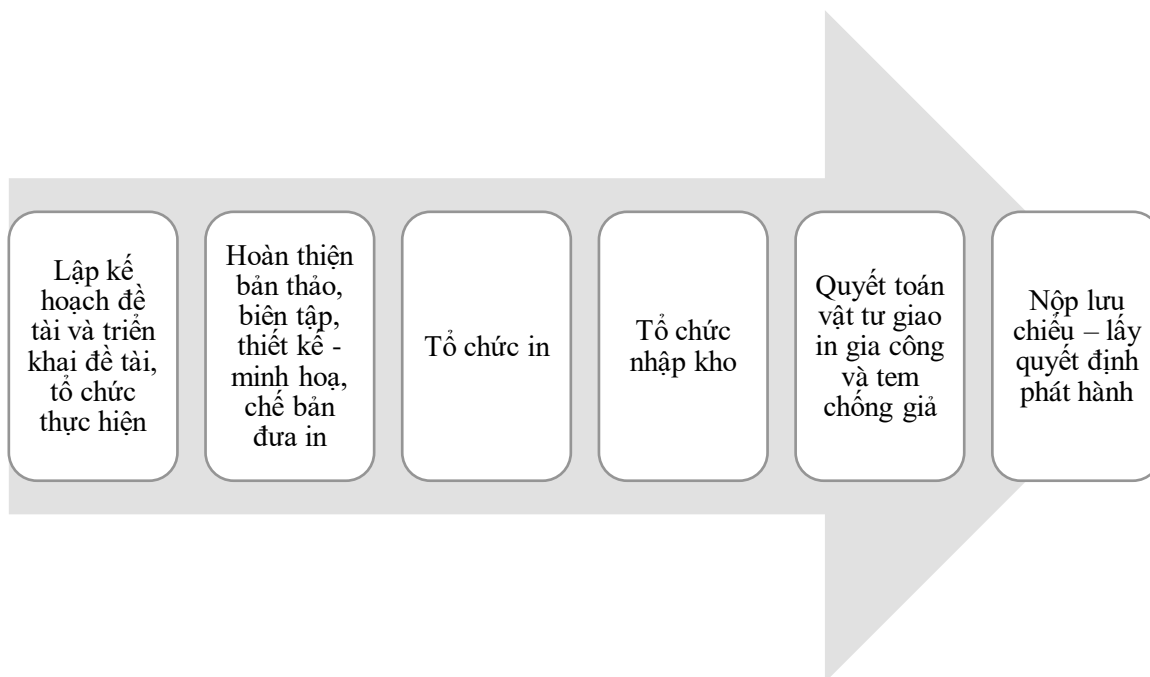 Lập kế
hoạch đề
tài và triển
khai đề tài,
tổ chức
thực hiện
Hoàn thiện
bản thảo,
biên tập,
thiết kế -
minh hoạ,
chế bản
đưa in
Tổ chức in
Tổ chức
nhập kho
Quyết toán
vật tư giao
in gia công
và tem
chống giả
Nộp lưu
chiểu – lấy
quyết định
phát hành